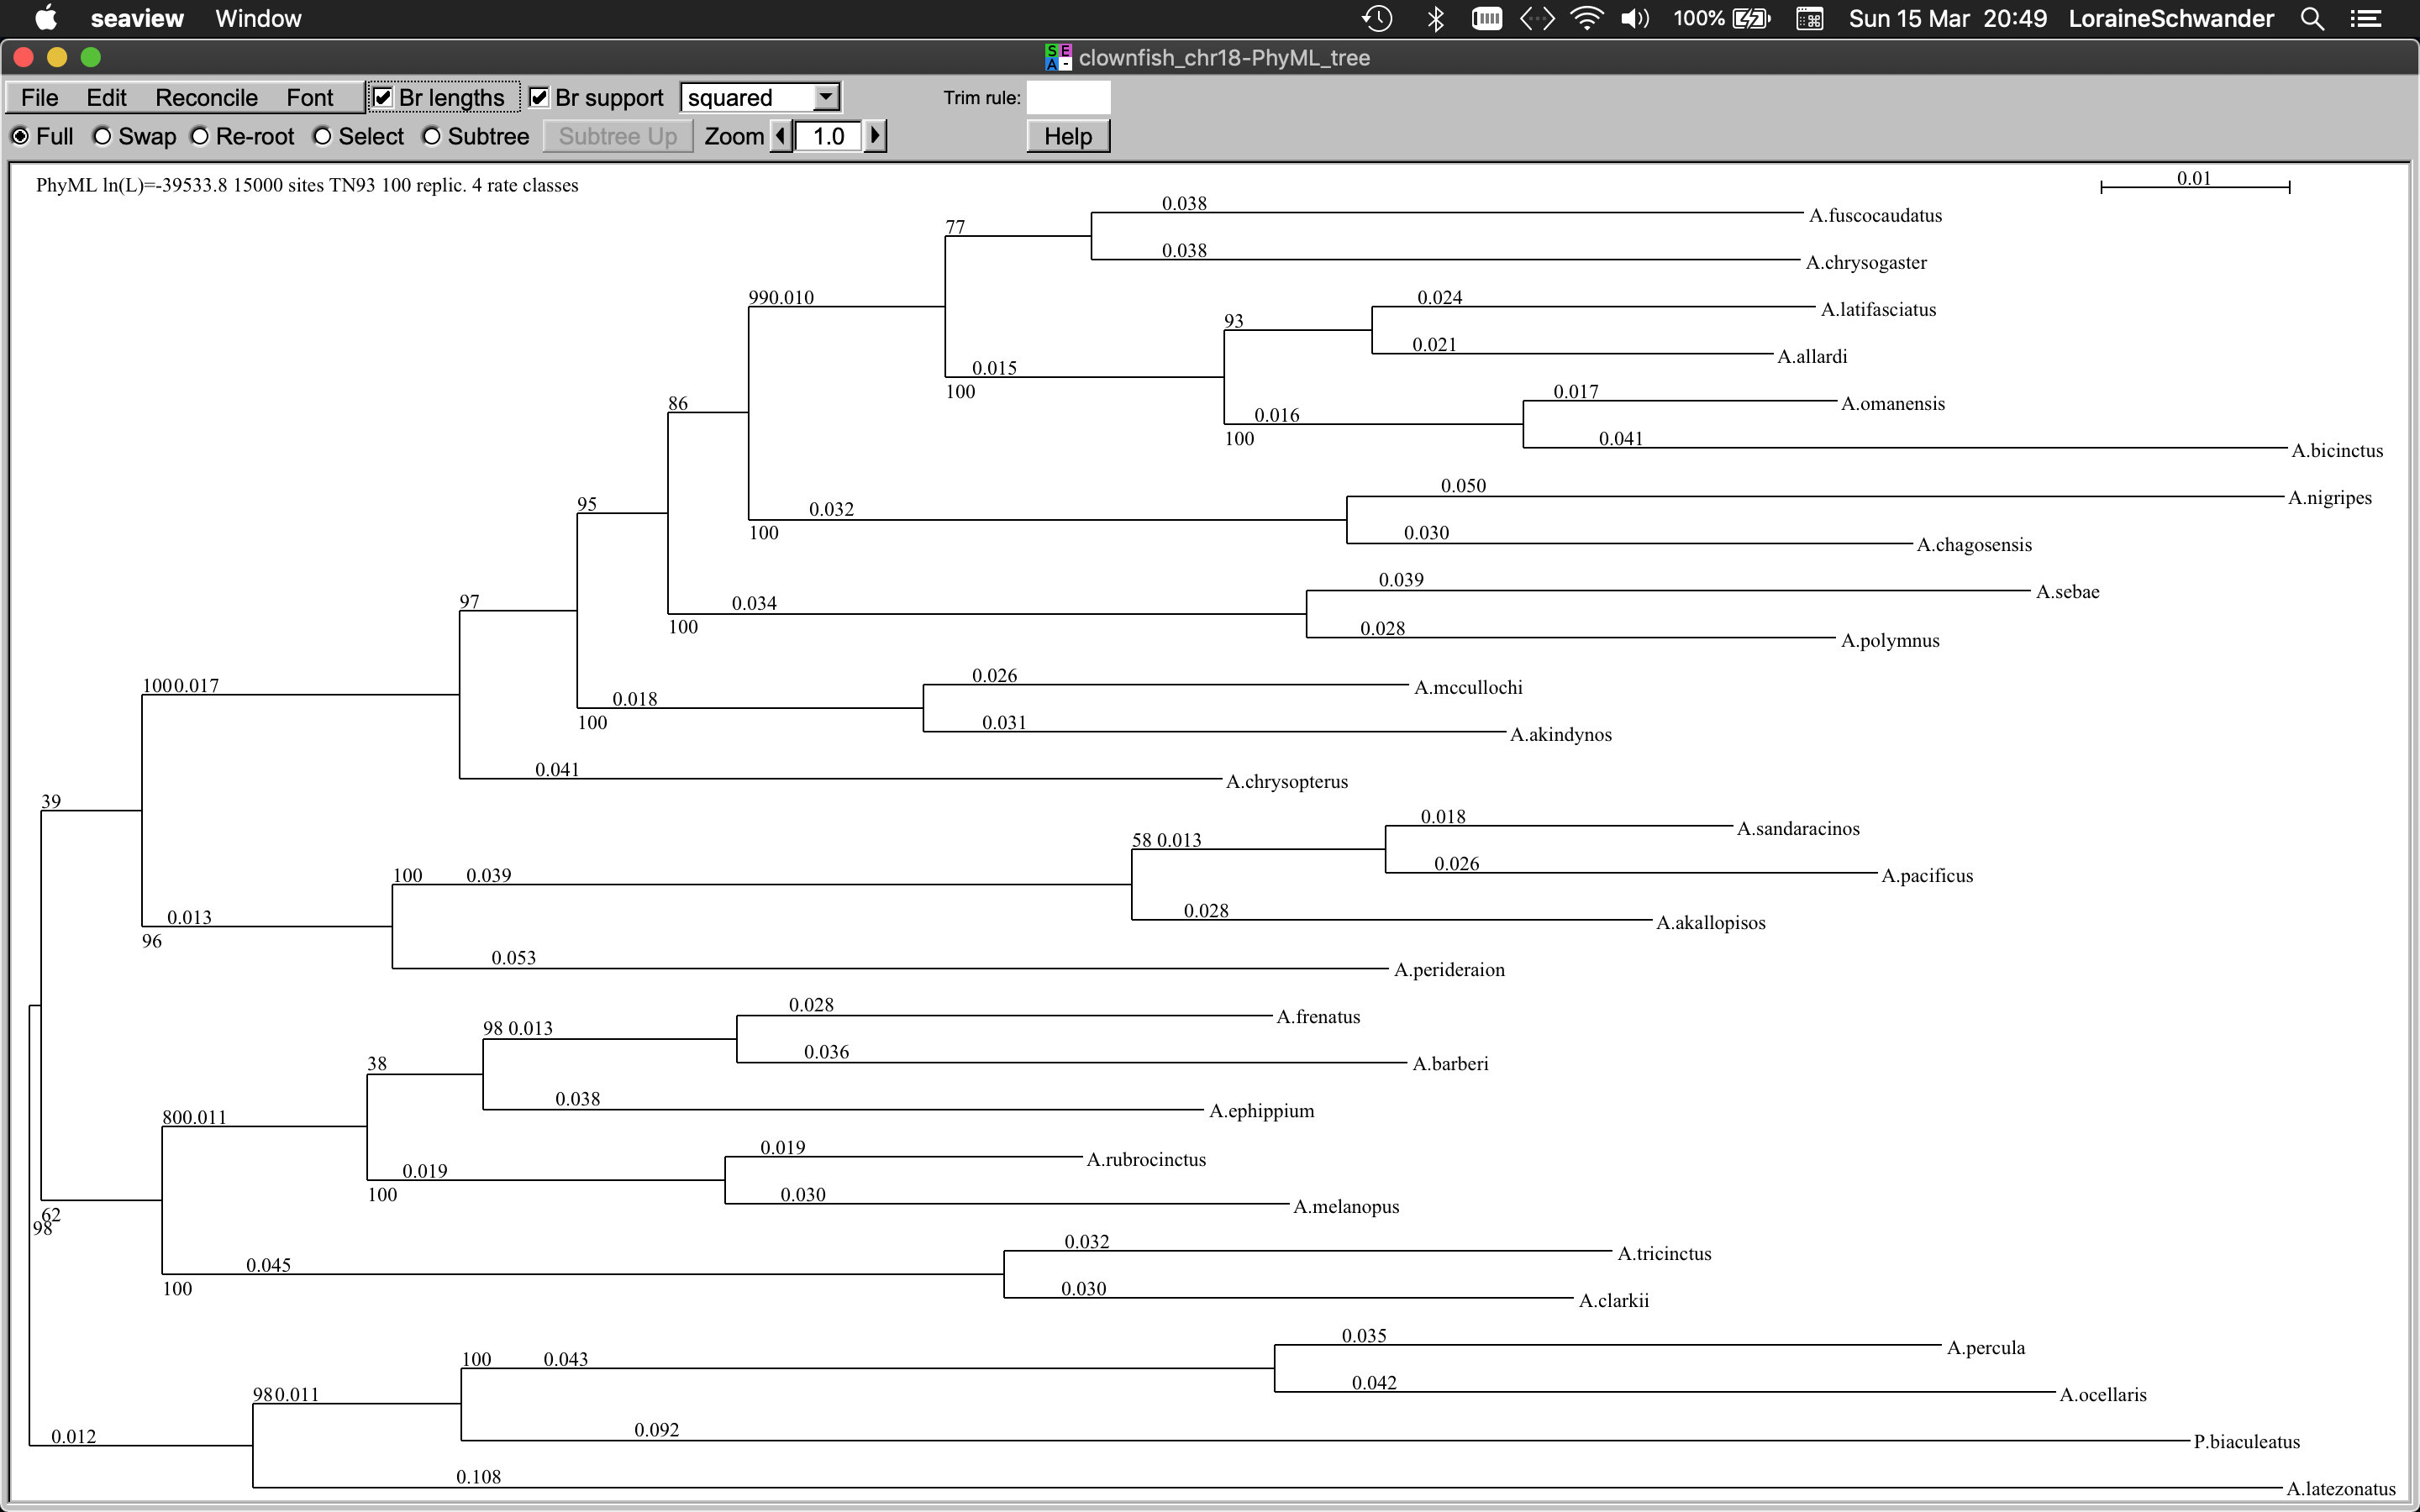 seaview Window 100% Sun 15 Mar 20:49 LoraineSchwander
clownfish_chr18-PhyML_tree
File Edit Reconcile Font Br lengths Br support squared Trim rule:
Full Swap Re-root Select Subtree Subtree Up Zoom 1.0 Help
PhyML ln(L)=-39533.8 15000 sites TN93 100 replic. 4 rate classes
0.01
0.038
A.fuscocaudatus
77
0.038
A.chrysogaster
990.010
0.024
A.latifasciatus
93
0.021
A.allardi
0.015
100
0.017
A.omanensis
86
0.016
100
0.041
A.bicinctus
0.050
A.nigripes
95
0.032
100
0.030
A.chagosensis
0.039
A.sebae
97
0.034
100
0.028
A.polymnus
1000.017
0.026
A.mccullochi
0.018
100
0.031
A.akindynos
0.041
A.chrysopterus
39
0.018
A.sandaracinos
58 0.013
0.026
A.pacificus
100 0.039
0.028
A.akallopisos
0.013
96
0.053
A.perideraion
0.028
A.frenatus
98 0.013
0.036
A.barberi
38
0.038
A.ephippium
800.011
0.019
A.rubrocinctus
0.019
100
0.030
A.melanopus
62
98
0.032
A.tricinctus
0.045
100
0.030
A.clarkii
0.035
A.percula
100 0.043
0.042
A.ocellaris
980.011
0.092
P.biaculeatus
0.012
0.108
A.latezonatus